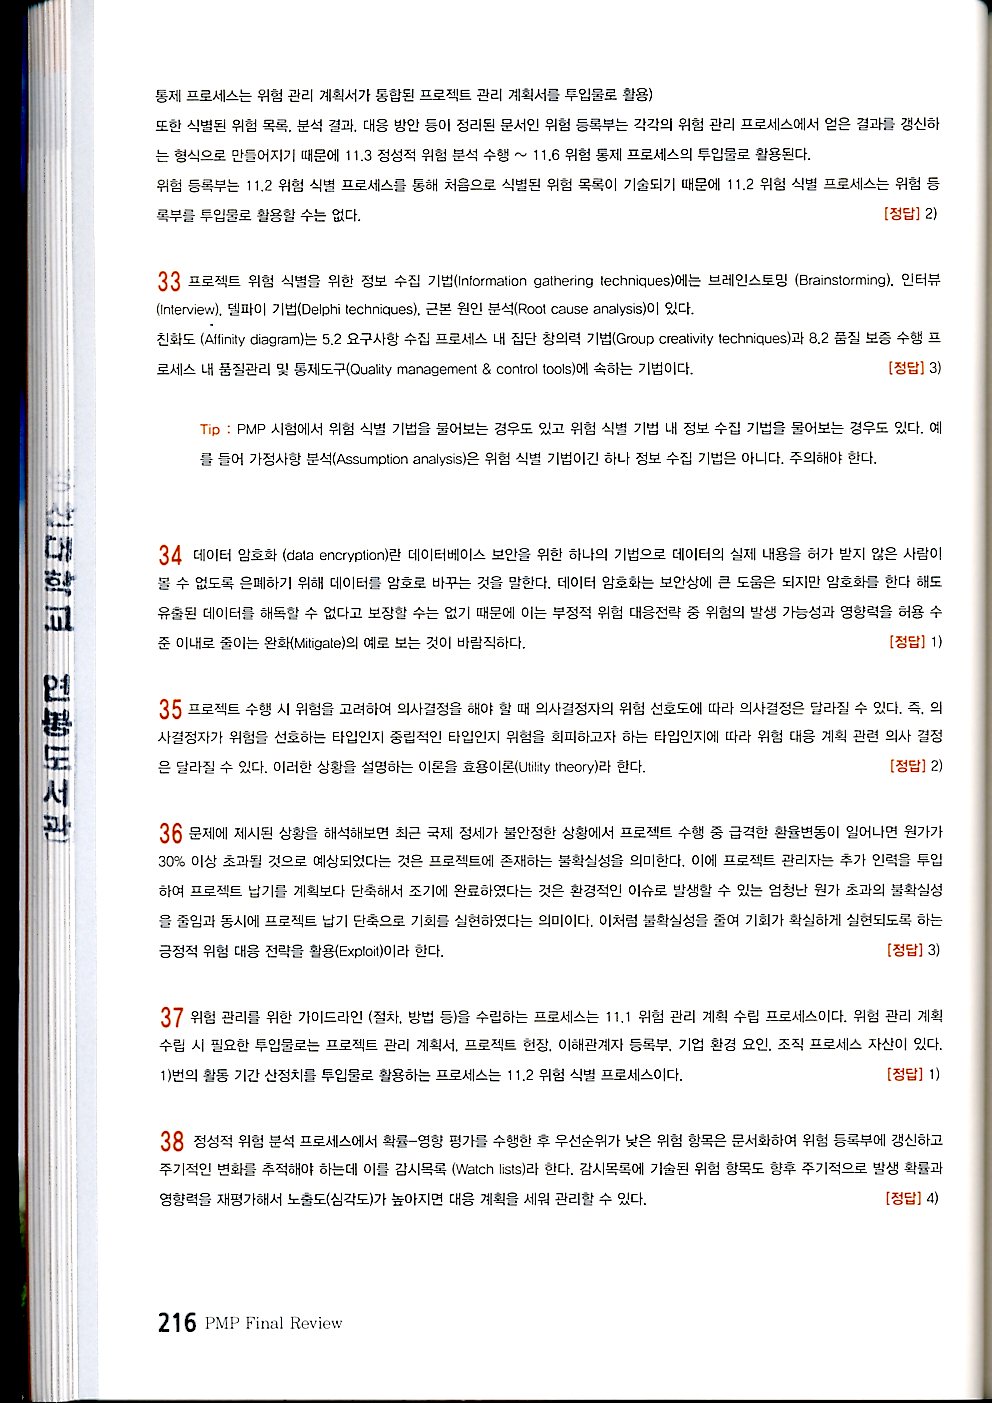 통제 프로세스는 위험 관리 계획서가 통합된 프로젝트 관리 계획서를 투입물로 활용)
또한 식별된 위험 목록, 분석 결과, 대응 방안 등이 정리된 문서인 위험 등록부는 각각의 위험 관리 프로세스에서 얻은 결과를 갱신하
는 형식으로 만들어지기 때문에 11.3 정성적 위험 분석 수행 ~ 11.6 위험 통제 프로세스의 투입물로 활용된다.
위험 등록부는 11.2 위험 식별 프로세스를 통해 처음으로 식별된 위험 목록이 기술되기 때문에 11.2 위험 식별 프로세스는 위험 등
록부를 투입물로 활용할 수는 없다. [정답] 2)
33 프로젝트 위험 식별을 위한 정보 수집 기법(Information gathering techniques)에는 브레인스토밍 (Brainstorming), 인터뷰
(Interview), 델파이 기법(Delphi techniques), 근본 원인 분석(Root cause analysis)이 있다.
친화도 (Affinity diagram)는 5.2 요구사항 수집 프로세스 내 집단 창의력 기법(Group creativity techniques)과 8.2 품질 보증 수행 프
로세스 내 품질관리 및 통제도구(Quality management & control tools)에 속하는 기법이다. [정답] 3)
Tip : PMP 시험에서 위험 식별 기법을 물어보는 경우도 있고 위험 식별 기법 내 정보 수집 기법을 물어보는 경우도 있다. 예
를 들어 가정사항 분석(Assumption analysis)은 위험 식별 기법이긴 하나 정보 수집 기법은 아니다. 주의해야 한다.
34 데이터 암호화 (data encryption)란 데이터베이스 보안을 위한 하나의 기법으로 데이터의 실제 내용을 허가 받지 않은 사람이
볼 수 없도록 은폐하기 위해 데이터를 암호로 바꾸는 것을 말한다. 데이터 암호화는 보안상에 큰 도움은 되지만 암호화를 한다 해도
유출된 데이터를 해독할 수 없다고 보장할 수는 없기 때문에 이는 부정적 위험 대응전략 중 위험의 발생 가능성과 영향력을 허용 수
준 이내로 줄이는 완화(Mitigate)의 예로 보는 것이 바람직하다. [정답] 1)
35 프로젝트 수행 시 위험을 고려하여 의사결정을 해야 할 때 의사결정자의 위험 선호도에 따라 의사결정은 달라질 수 있다. 즉, 의
사결정자가 위험을 선호하는 타입인지 중립적인 타입인지 위험을 회피하고자 하는 타입인지에 따라 위험 대응 계획 관련 의사 결정
은 달라질 수 있다. 이러한 상황을 설명하는 이론을 효용이론(Utility theory)라 한다. [정답] 2)
36 문제에 제시된 상황을 해석해보면 최근 국제 정세가 불안정한 상황에서 프로젝트 수행 중 급격한 환율변동이 일어나면 원가가
30% 이상 초과될 것으로 예상되었다는 것은 프로젝트에 존재하는 불확실성을 의미한다. 이에 프로젝트 관리자는 추가 인력을 투입
하여 프로젝트 납기를 계획보다 단축해서 조기에 완료하였다는 것은 환경적인 이슈로 발생할 수 있는 엄청난 원가 초과의 불확실성
을 줄임과 동시에 프로젝트 납기 단축으로 기회를 실현하였다는 의미이다. 이처럼 불확실성을 줄여 기회가 확실하게 실현되도록 하는
긍정적 위험 대응 전략을 활용(Exploit)이라 한다. [정답] 3)
37 위험 관리를 위한 가이드라인 (절차, 방법 등)을 수립하는 프로세스는 11.1 위험 관리 계획 수립 프로세스이다. 위험 관리 계획
수립 시 필요한 투입물로는 프로젝트 관리 계획서, 프로젝트 헌장, 이해관계자 등록부, 기업 환경 요인, 조직 프로세스 자산이 있다.
1)번의 활동 기간 산정치를 투입물로 활용하는 프로세스는 11.2 위험 식별 프로세스이다. [정답] 1)
38 정성적 위험 분석 프로세스에서 확률-영향 평가를 수행한 후 우선순위가 낮은 위험 항목은 문서화하여 위험 등록부에 갱신하고
주기적인 변화를 추적해야 하는데 이를 감시목록 (Watch lists)라 한다. 감시목록에 기술된 위험 항목도 향후 주기적으로 발생 확률과
영향력을 재평가해서 노출도(심각도)가 높아지면 대응 계획을 세워 관리할 수 있다. [정답] 4)
216 PMP Final Review